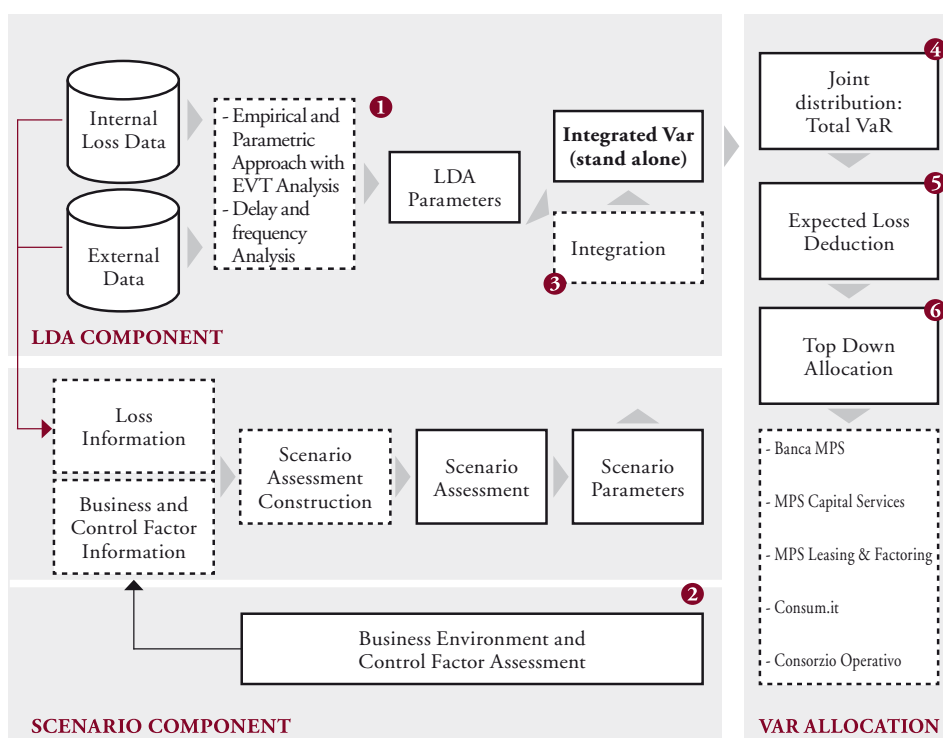 Internal
Loss Data
External
Data
1
- Empirical and
Parametric
Approach with
EVT Analysis
- Delay and
frequency
Analysis
LDA
Parameters
Integrated Var
(stand alone)
Integration
3
LDA COMPONENT
Loss
Information
Business and
Control Factor
Information
Scenario
Assessment
Construction
Scenario
Assessment
Scenario
Parameters
2
Business Environment and
Control Factor Assessment
SCENARIO COMPONENT
4
Joint
distribution:
Total VaR
5
Expected Loss
Deduction
6
Top Down
Allocation
- Banca MPS
- MPS Capital Services
- MPS Leasing & Factoring
- Consum.it
- Consorzio Operativo
VAR ALLOCATION